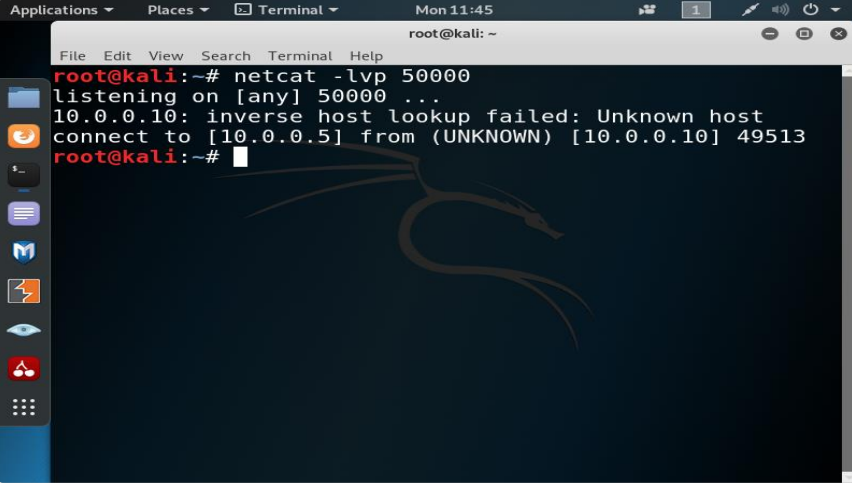 Applications Places Terminal Mon 11:45 1
root@kali: ~
File Edit View Search Terminal Help
root@kali:~# netcat -lvp 50000
listening on [any] 50000 ...
10.0.0.10: inverse host lookup failed: Unknown host
connect to [10.0.0.5] from (UNKNOWN) [10.0.0.10] 49513
root@kali:~#